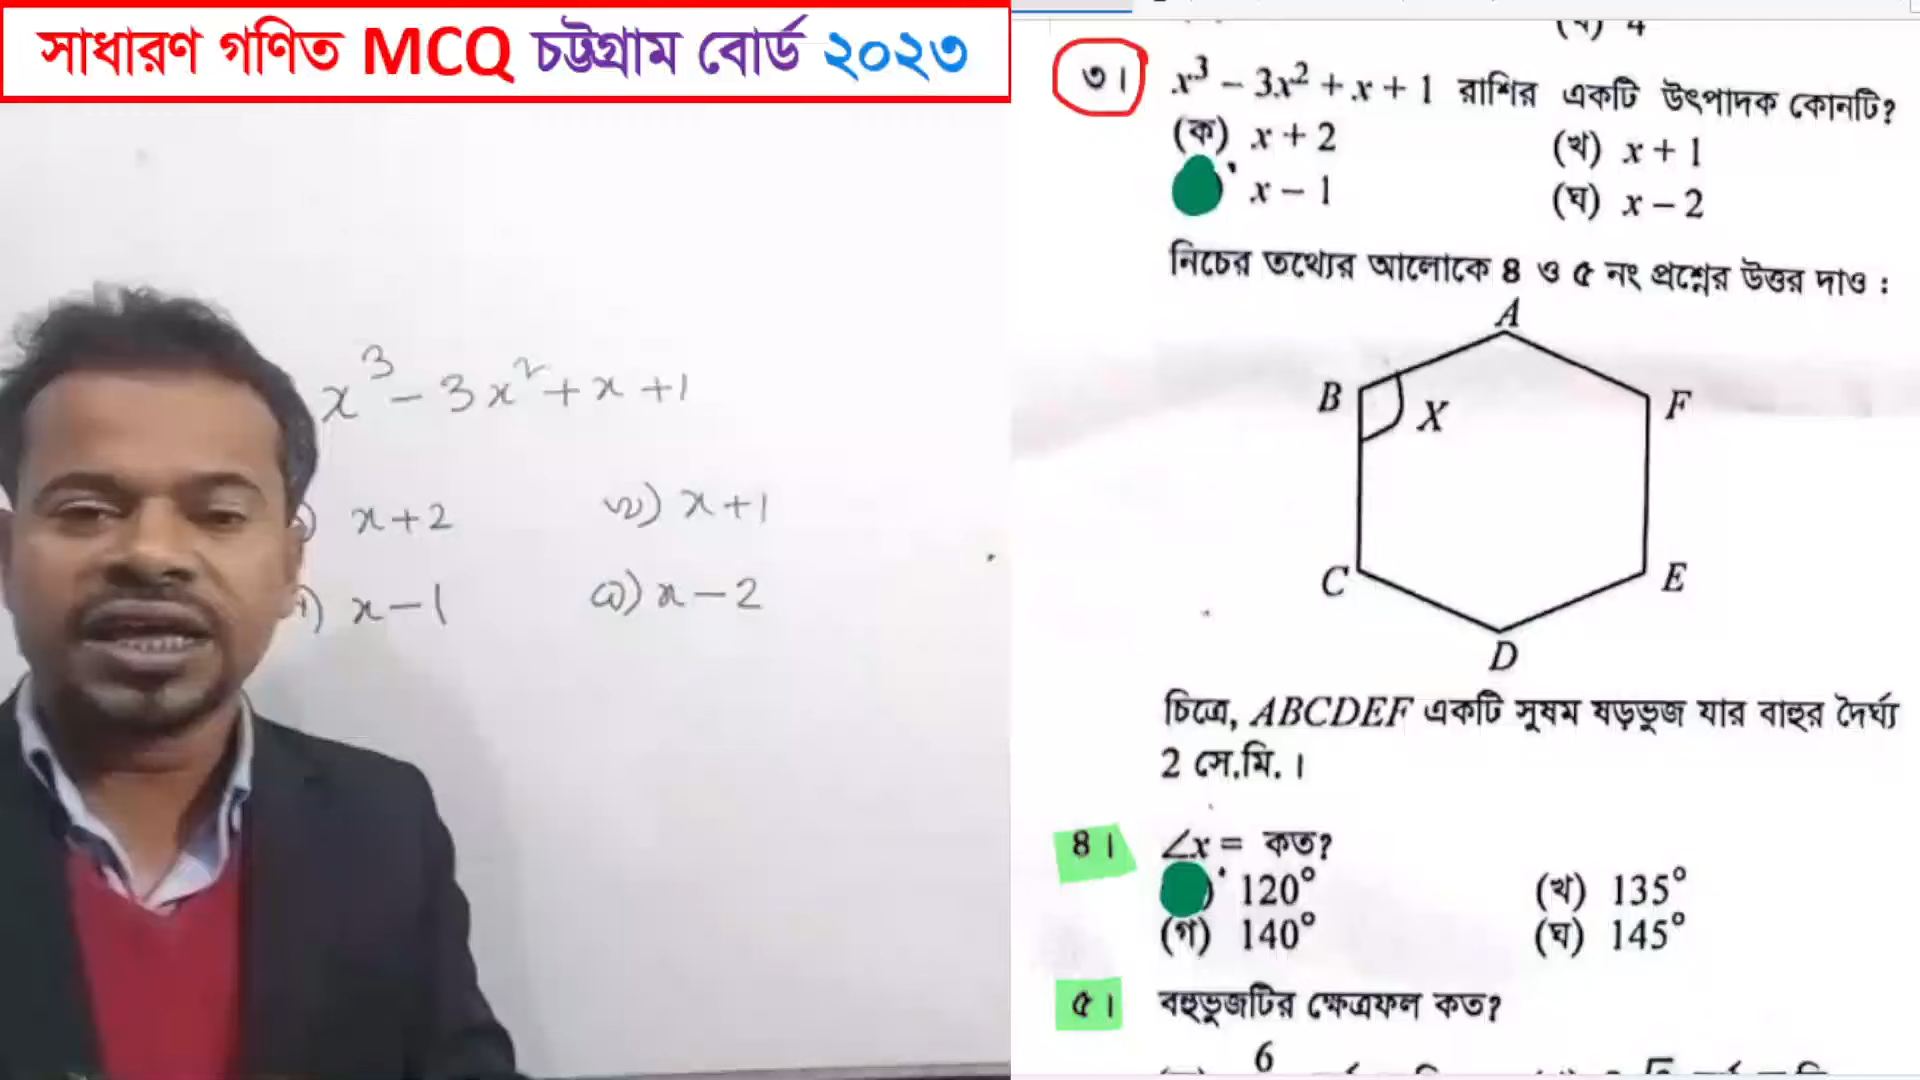 সাধারণ গণিত MCQ চট্টগ্রাম বোর্ড ২০২৩
x³ - 3x² + x + 1
x + 2
খ) x + 1
x - 1
ঘ) x - 2
(ঘ) 4
৩। x³ – 3x² + x + 1 রাশির একটি উৎপাদক কোনটি?
(ক) x + 2 (খ) x + 1
x – 1 (ঘ) x – 2
নিচের তথ্যের আলোকে ৪ ও ৫ নং প্রশ্নের উত্তর দাও :
A
B X F
C E
D
চিত্রে, ABCDEF একটি সুষম ষড়ভুজ যার বাহুর দৈর্ঘ্য
2 সে.মি. ।
৪। ∠x = কত?
120° (খ) 135°
(গ) 140° (ঘ) 145°
৫। বহুভুজটির ক্ষেত্রফল কত?
6